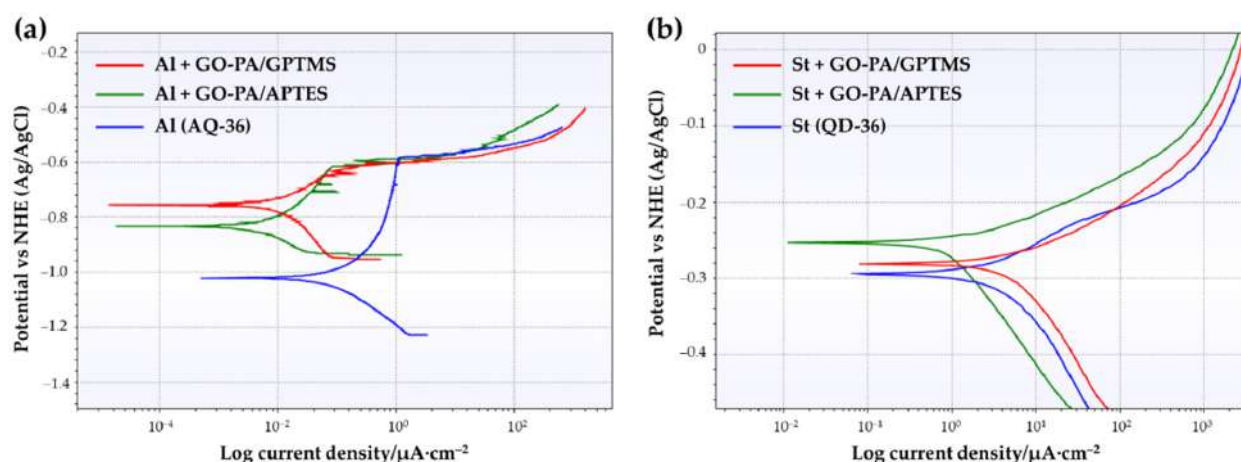 (a)
Potential vs NHE (Ag/AgCl)
−0.2
−0.4
−0.6
−0.8
−1.0
−1.2
−1.4
Al + GO-PA/GPTMS
Al + GO-PA/APTES
Al (AQ-36)
10⁻⁴
10⁻²
10⁰
10²
Log current density/µA·cm⁻²
(b)
Potential vs NHE (Ag/AgCl)
0
−0.1
−0.2
−0.3
−0.4
St + GO-PA/GPTMS
St + GO-PA/APTES
St (QD-36)
10⁻²
10⁻¹
10⁰
10¹
10²
10³
Log current density/µA·cm⁻²